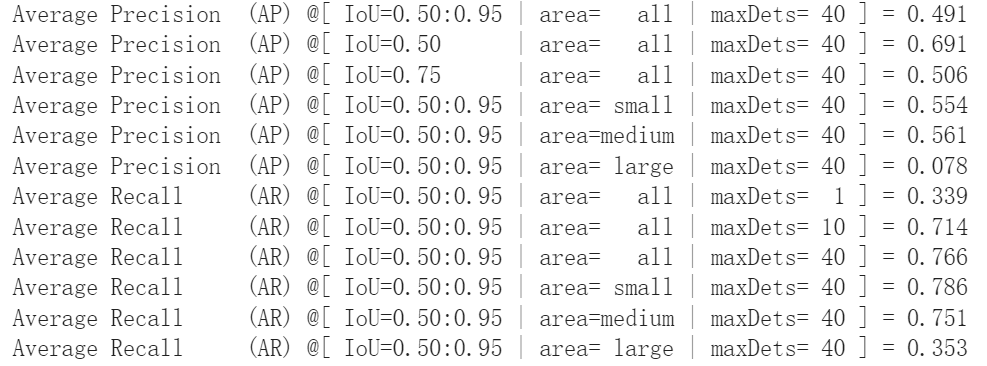 Average Precision  (AP) @[ IoU=0.50:0.95 | area=   all | maxDets= 40 ] = 0.491
Average Precision  (AP) @[ IoU=0.50      | area=   all | maxDets= 40 ] = 0.691
Average Precision  (AP) @[ IoU=0.75      | area=   all | maxDets= 40 ] = 0.506
Average Precision  (AP) @[ IoU=0.50:0.95 | area= small | maxDets= 40 ] = 0.554
Average Precision  (AP) @[ IoU=0.50:0.95 | area=medium | maxDets= 40 ] = 0.561
Average Precision  (AP) @[ IoU=0.50:0.95 | area= large | maxDets= 40 ] = 0.078
Average Recall     (AR) @[ IoU=0.50:0.95 | area=   all | maxDets=  1 ] = 0.339
Average Recall     (AR) @[ IoU=0.50:0.95 | area=   all | maxDets= 10 ] = 0.714
Average Recall     (AR) @[ IoU=0.50:0.95 | area=   all | maxDets= 40 ] = 0.766
Average Recall     (AR) @[ IoU=0.50:0.95 | area= small | maxDets= 40 ] = 0.786
Average Recall     (AR) @[ IoU=0.50:0.95 | area=medium | maxDets= 40 ] = 0.751
Average Recall     (AR) @[ IoU=0.50:0.95 | area= large | maxDets= 40 ] = 0.353